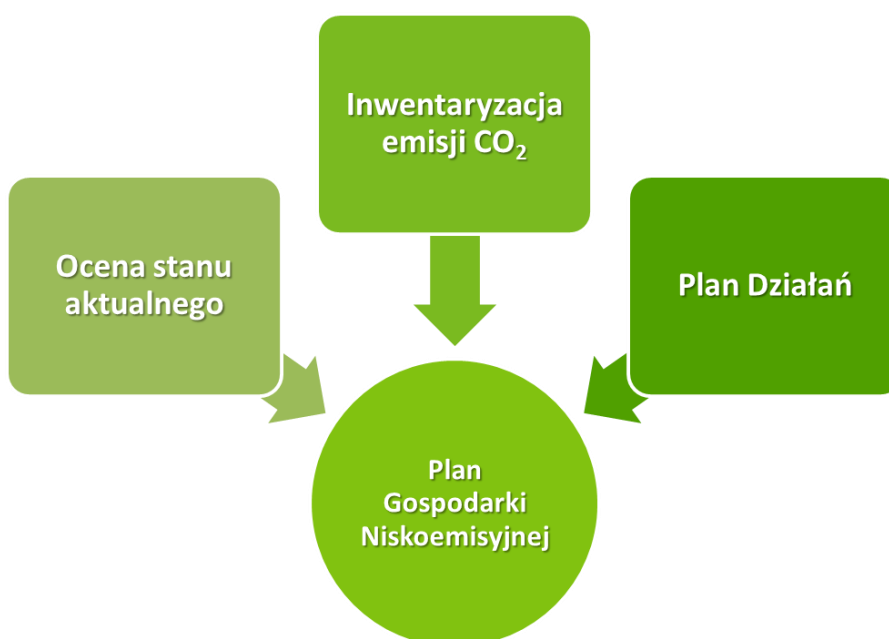 Inwentaryzacja
emisji CO₂
Ocena stanu
aktualnego
Plan Działań
Plan
Gospodarki
Niskoemisyjnej